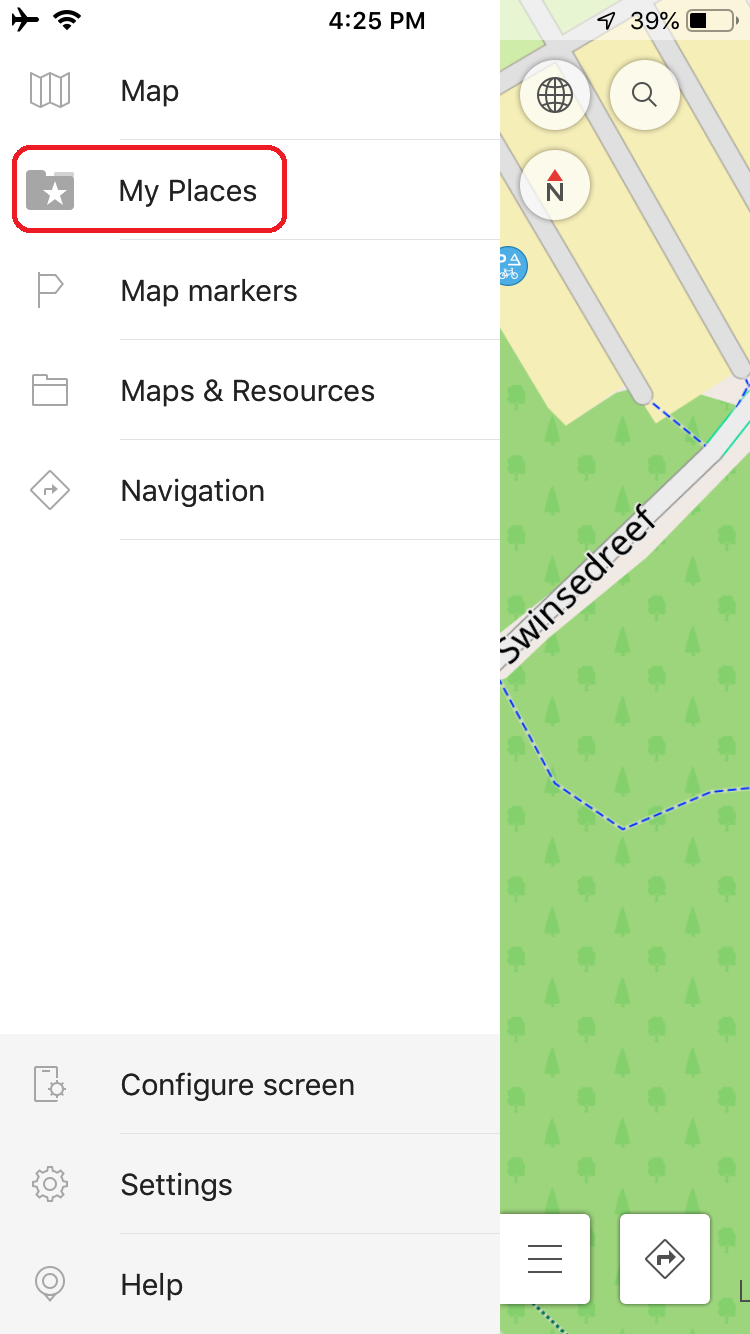 4:25 PM
39%
Map
My Places
N
Map markers
Maps & Resources
Navigation
Swinsedreef
Configure screen
Settings
Help